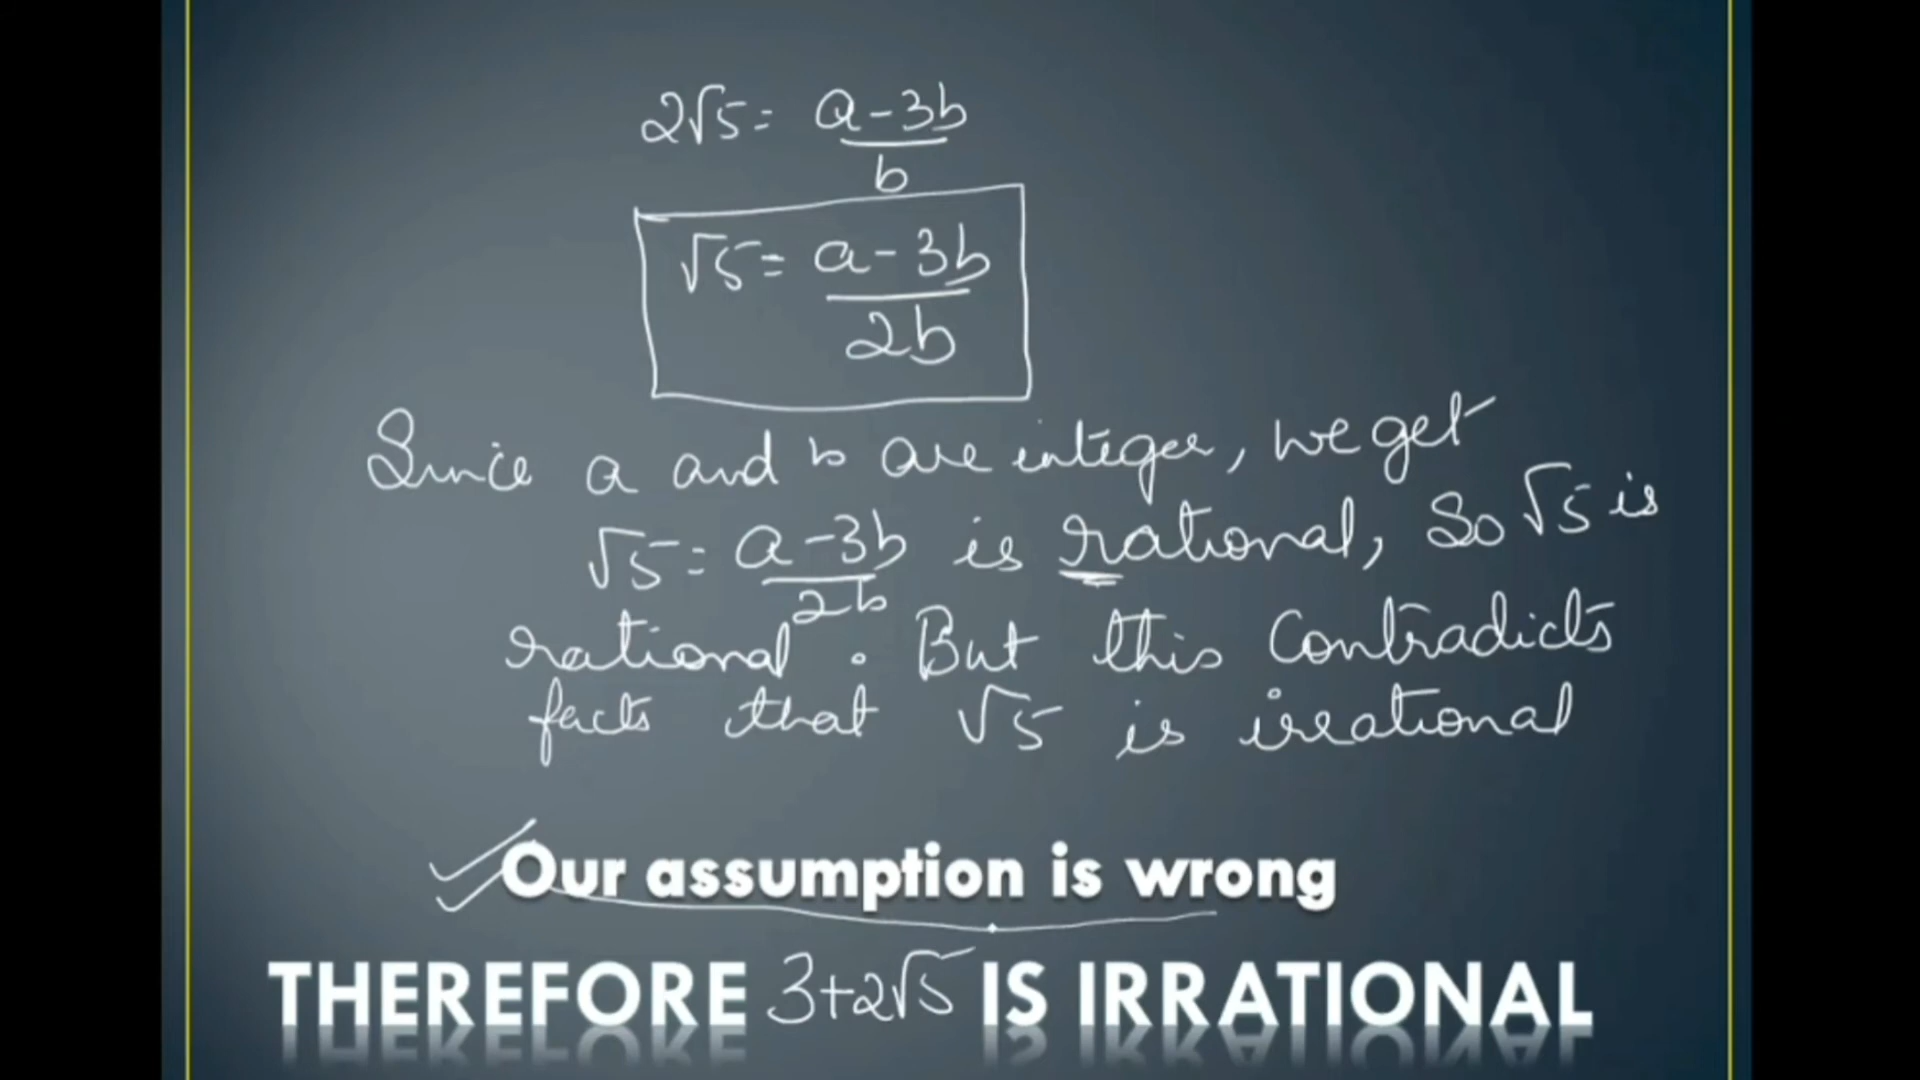 2√5 = a-3b/b
√5 = a-3b/2b
Since a and b are integer, we get
√5 = a-3b/2b is rational, So √5 is
rational. But this Contradicts
facts that √5 is irrational
Our assumption is wrong
THEREFORE 3+2√5 IS IRRATIONAL